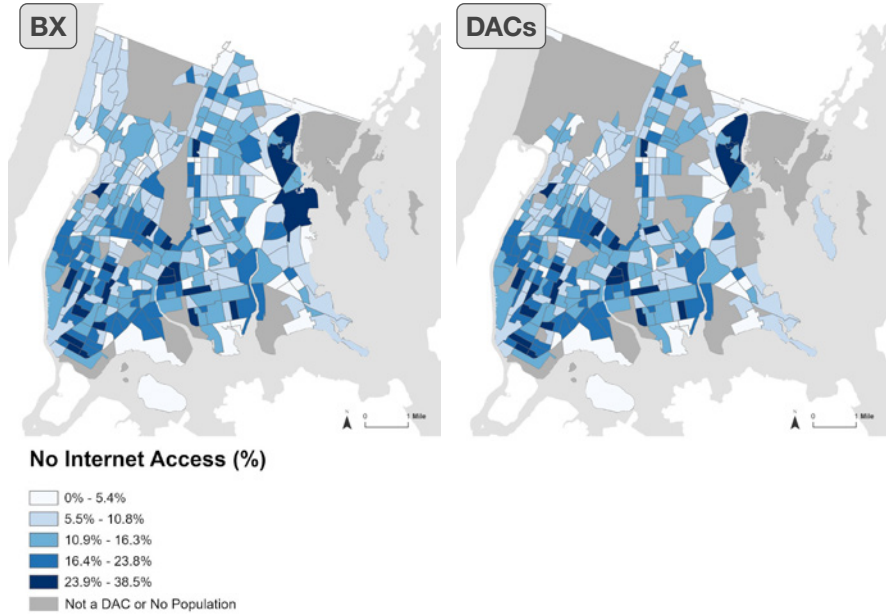 BX
DACs
N
0
1 Mile
N
0
1 Mile
No Internet Access (%)
0% - 5.4%
5.5% - 10.8%
10.9% - 16.3%
16.4% - 23.8%
23.9% - 38.5%
Not a DAC or No Population